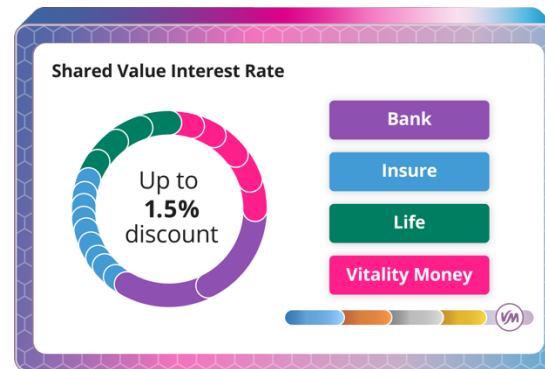 Shared Value Interest Rate
Up to
1.5%
discount
Bank
Insure
Life
Vitality Money
VM